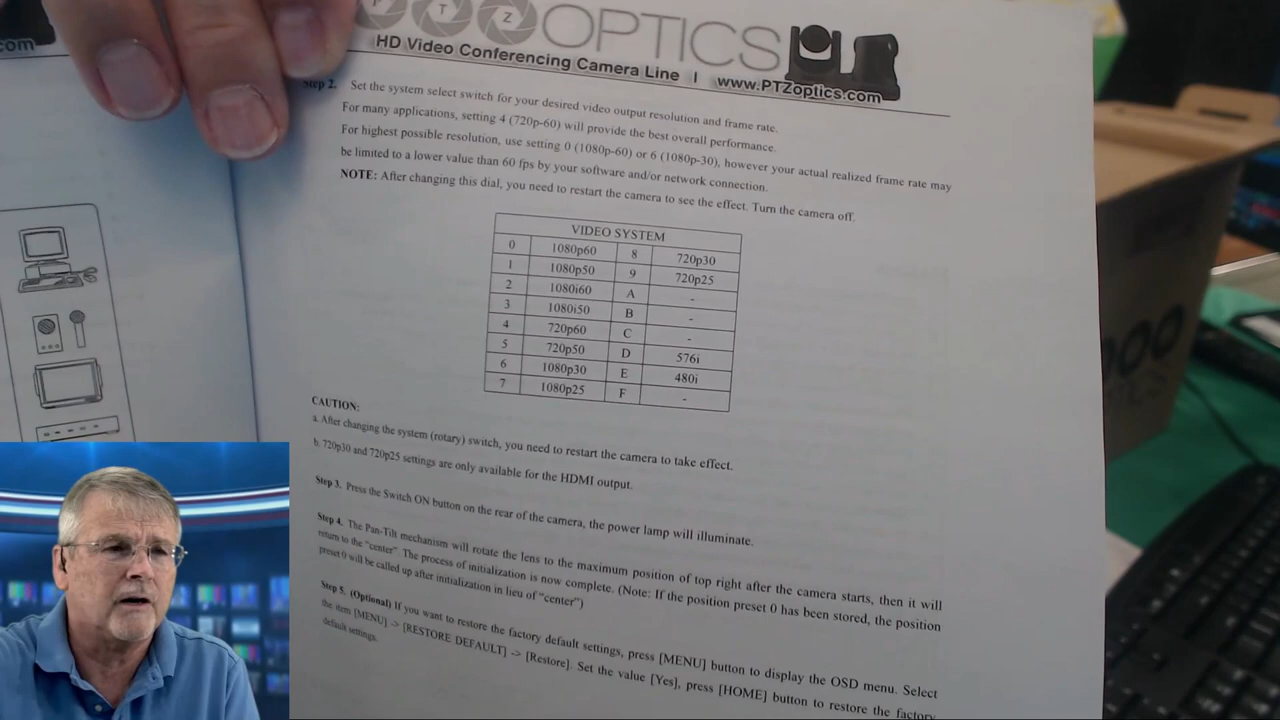 com
PTZ OPTICS
HD Video Conferencing Camera Line | www.PTZoptics.com
Step 2. Set the system select switch for your desired video output resolution and frame rate.
For many applications, setting 4 (720p-60) will provide the best overall performance.
For highest possible resolution, use setting 0 (1080p-60) or 6 (1080p-30), however your actual realized frame rate may
be limited to a lower value than 60 fps by your software and/or network connection.
NOTE: After changing this dial, you need to restart the camera to see the effect. Turn the camera off.
VIDEO SYSTEM
0 1080p60 8 720p30
1 1080p50 9 720p25
2 1080i60 A -
3 1080i50 B -
4 720p60 C -
5 720p50 D 576i
6 1080p30 E 480i
7 1080p25 F -
CAUTION:
a. After changing the system (rotary) switch, you need to restart the camera to take effect.
b. 720p30 and 720p25 settings are only available for the HDMI output.
Step 3. Press the Switch ON button on the rear of the camera, the power lamp will illuminate.
Step 4. The Pan-Tilt mechanism will rotate the lens to the maximum position of top right after the camera starts, then it will
return to the "center". The process of initialization is now complete. (Note: If the position preset 0 has been stored, the position
preset 0 will be called up after initialization in lieu of "center")
Step 5. (Optional) If you want to restore the factory default settings, press [MENU] button to display the OSD menu. Select
the item [MENU] -> [RESTORE DEFAULT] -> [Restore]. Set the value [Yes], press [HOME] button to restore the factory
default settings.